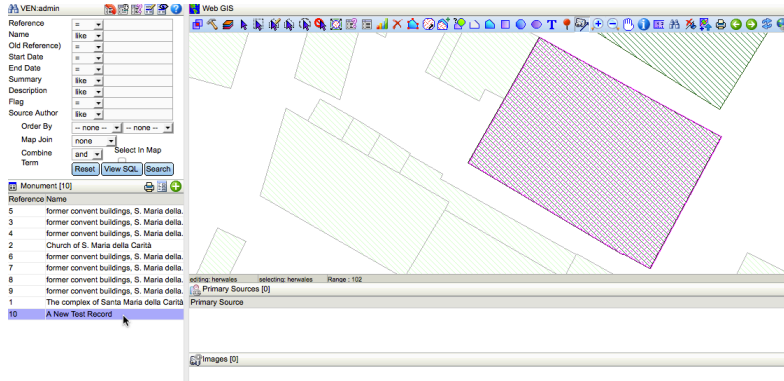 VEN:admin
Reference = 
Name like
Old Reference) =
Start Date =
End Date =
Summary like
Description like
Flag =
Source Author like
Order By -- none -- -- none --
Map Join none
Combine Term and Select In Map
Reset View SQL Search
Monument [10]
Reference Name
5 former convent buildings, S. Maria della.
3 former convent buildings, S. Maria della.
4 former convent buildings, S. Maria della.
2 Church of S. Maria della Carità
6 former convent buildings, S. Maria della.
7 former convent buildings, S. Maria della.
8 former convent buildings, S. Maria della.
9 former convent buildings, S. Maria della.
1 The complex of Santa Maria della Carità
10 A New Test Record
Web GIS
T
editing: herwales selecting: herwales Range : 102
Primary Sources [0]
Primary Source
Images [0]